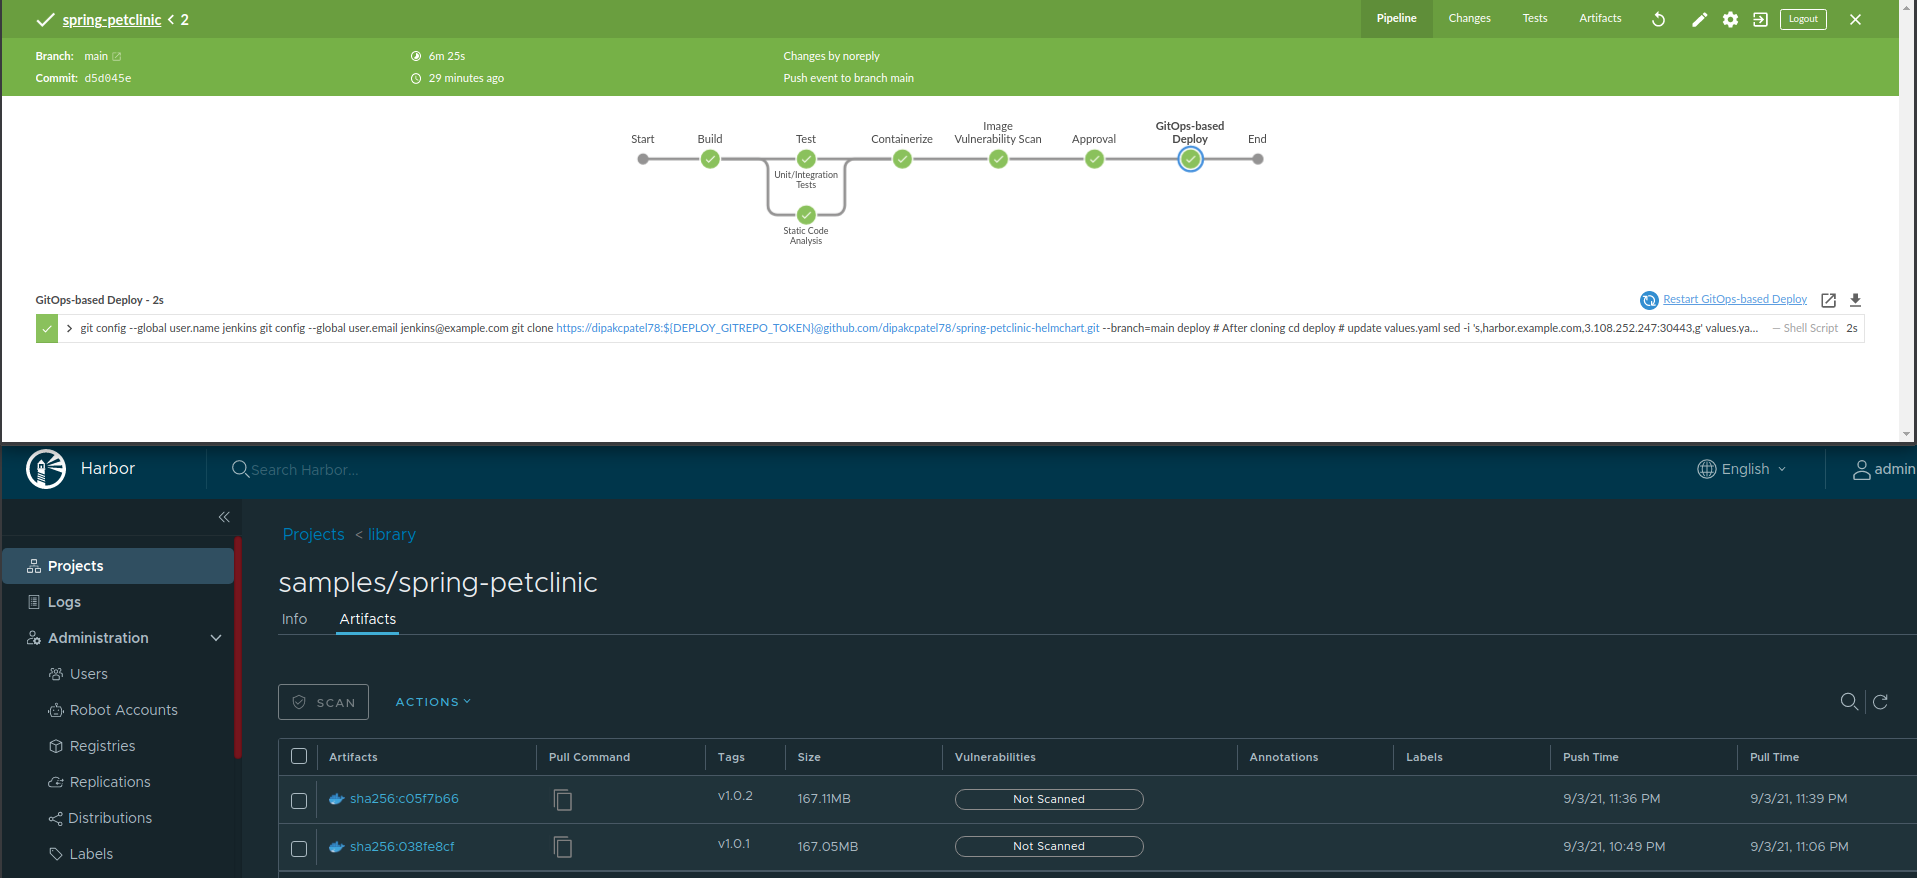 spring-petclinic < 2
Pipeline Changes Tests Artifacts Logout
Branch: main 6m 25s Changes by noreply
Commit: d5d045e 29 minutes ago Push event to branch main
Start Build Test Containerize Image Vulnerability Scan Approval GitOps-based Deploy End
Unit/Integration Tests
Static Code Analysis
GitOps-based Deploy - 2s Restart GitOps-based Deploy
git config --global user.name jenkins git config --global user.email jenkins@example.com git clone https://dipakcpatel78:${DEPLOY_GITREPO_TOKEN}@github.com/dipakcpatel78/spring-petclinic-helmchart.git --branch=main deploy # After cloning cd deploy # update values.yaml sed -i 's,harbor.example.com,3.108.252.247:30443,g' values.ya... — Shell Script 2s
Harbor Search Harbor... English admin
Projects < library
Projects
samples/spring-petclinic
Logs
Info Artifacts
Administration
Users
Robot Accounts
SCAN ACTIONS
Registries
Artifacts Pull Command Tags Size Vulnerabilities Annotations Labels Push Time Pull Time
Replications
sha256:c05f7b66 v1.0.2 167.11MB Not Scanned 9/3/21, 11:36 PM 9/3/21, 11:39 PM
Distributions
sha256:038fe8cf v1.0.1 167.05MB Not Scanned 9/3/21, 10:49 PM 9/3/21, 11:06 PM
Labels